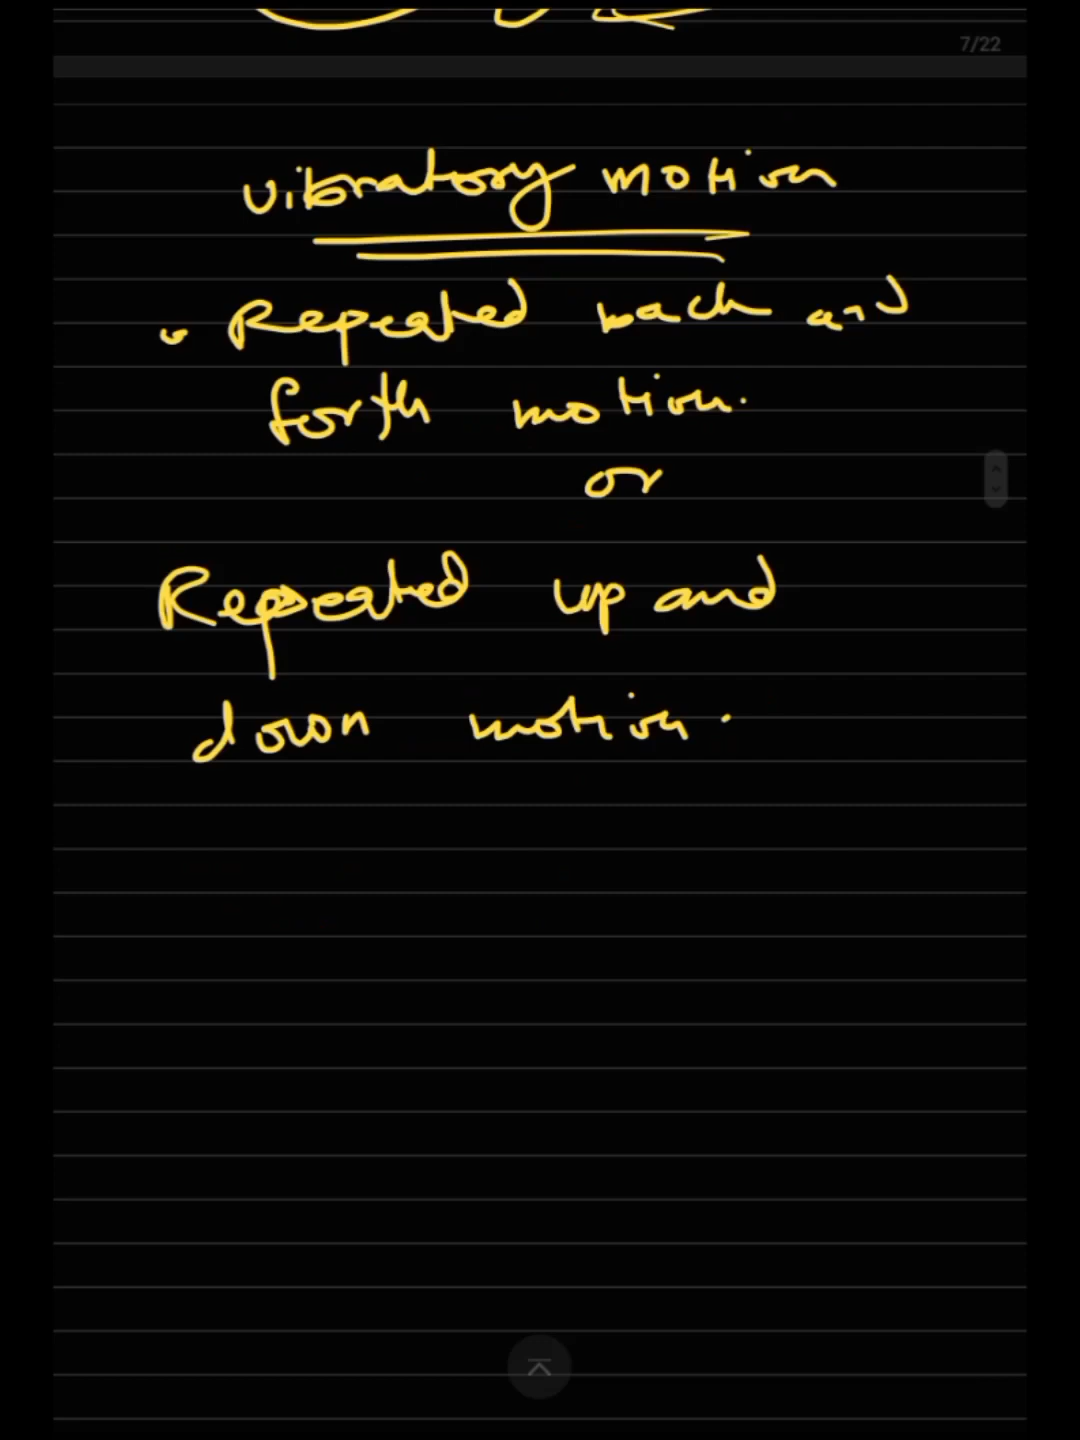 7/22
vibratory motion
• Repeated back and
forth motion.
or
Repeated up and
down motion.